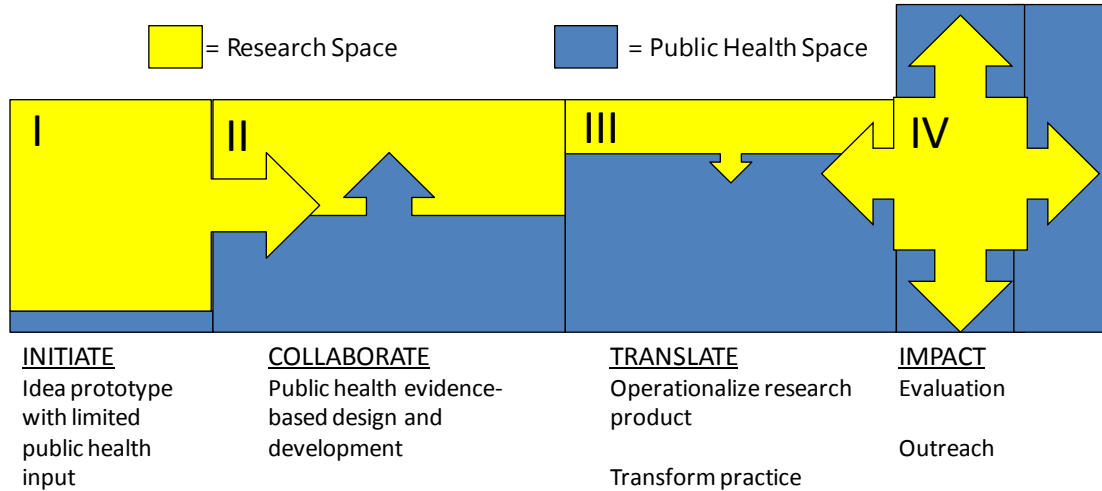 = Research Space
= Public Health Space
I
II
III
IV
INITIATE
Idea prototype
with limited
public health
input
COLLABORATE
Public health evidence-
based design and
development
TRANSLATE
Operationalize research
product
Transform practice
IMPACT
Evaluation
Outreach